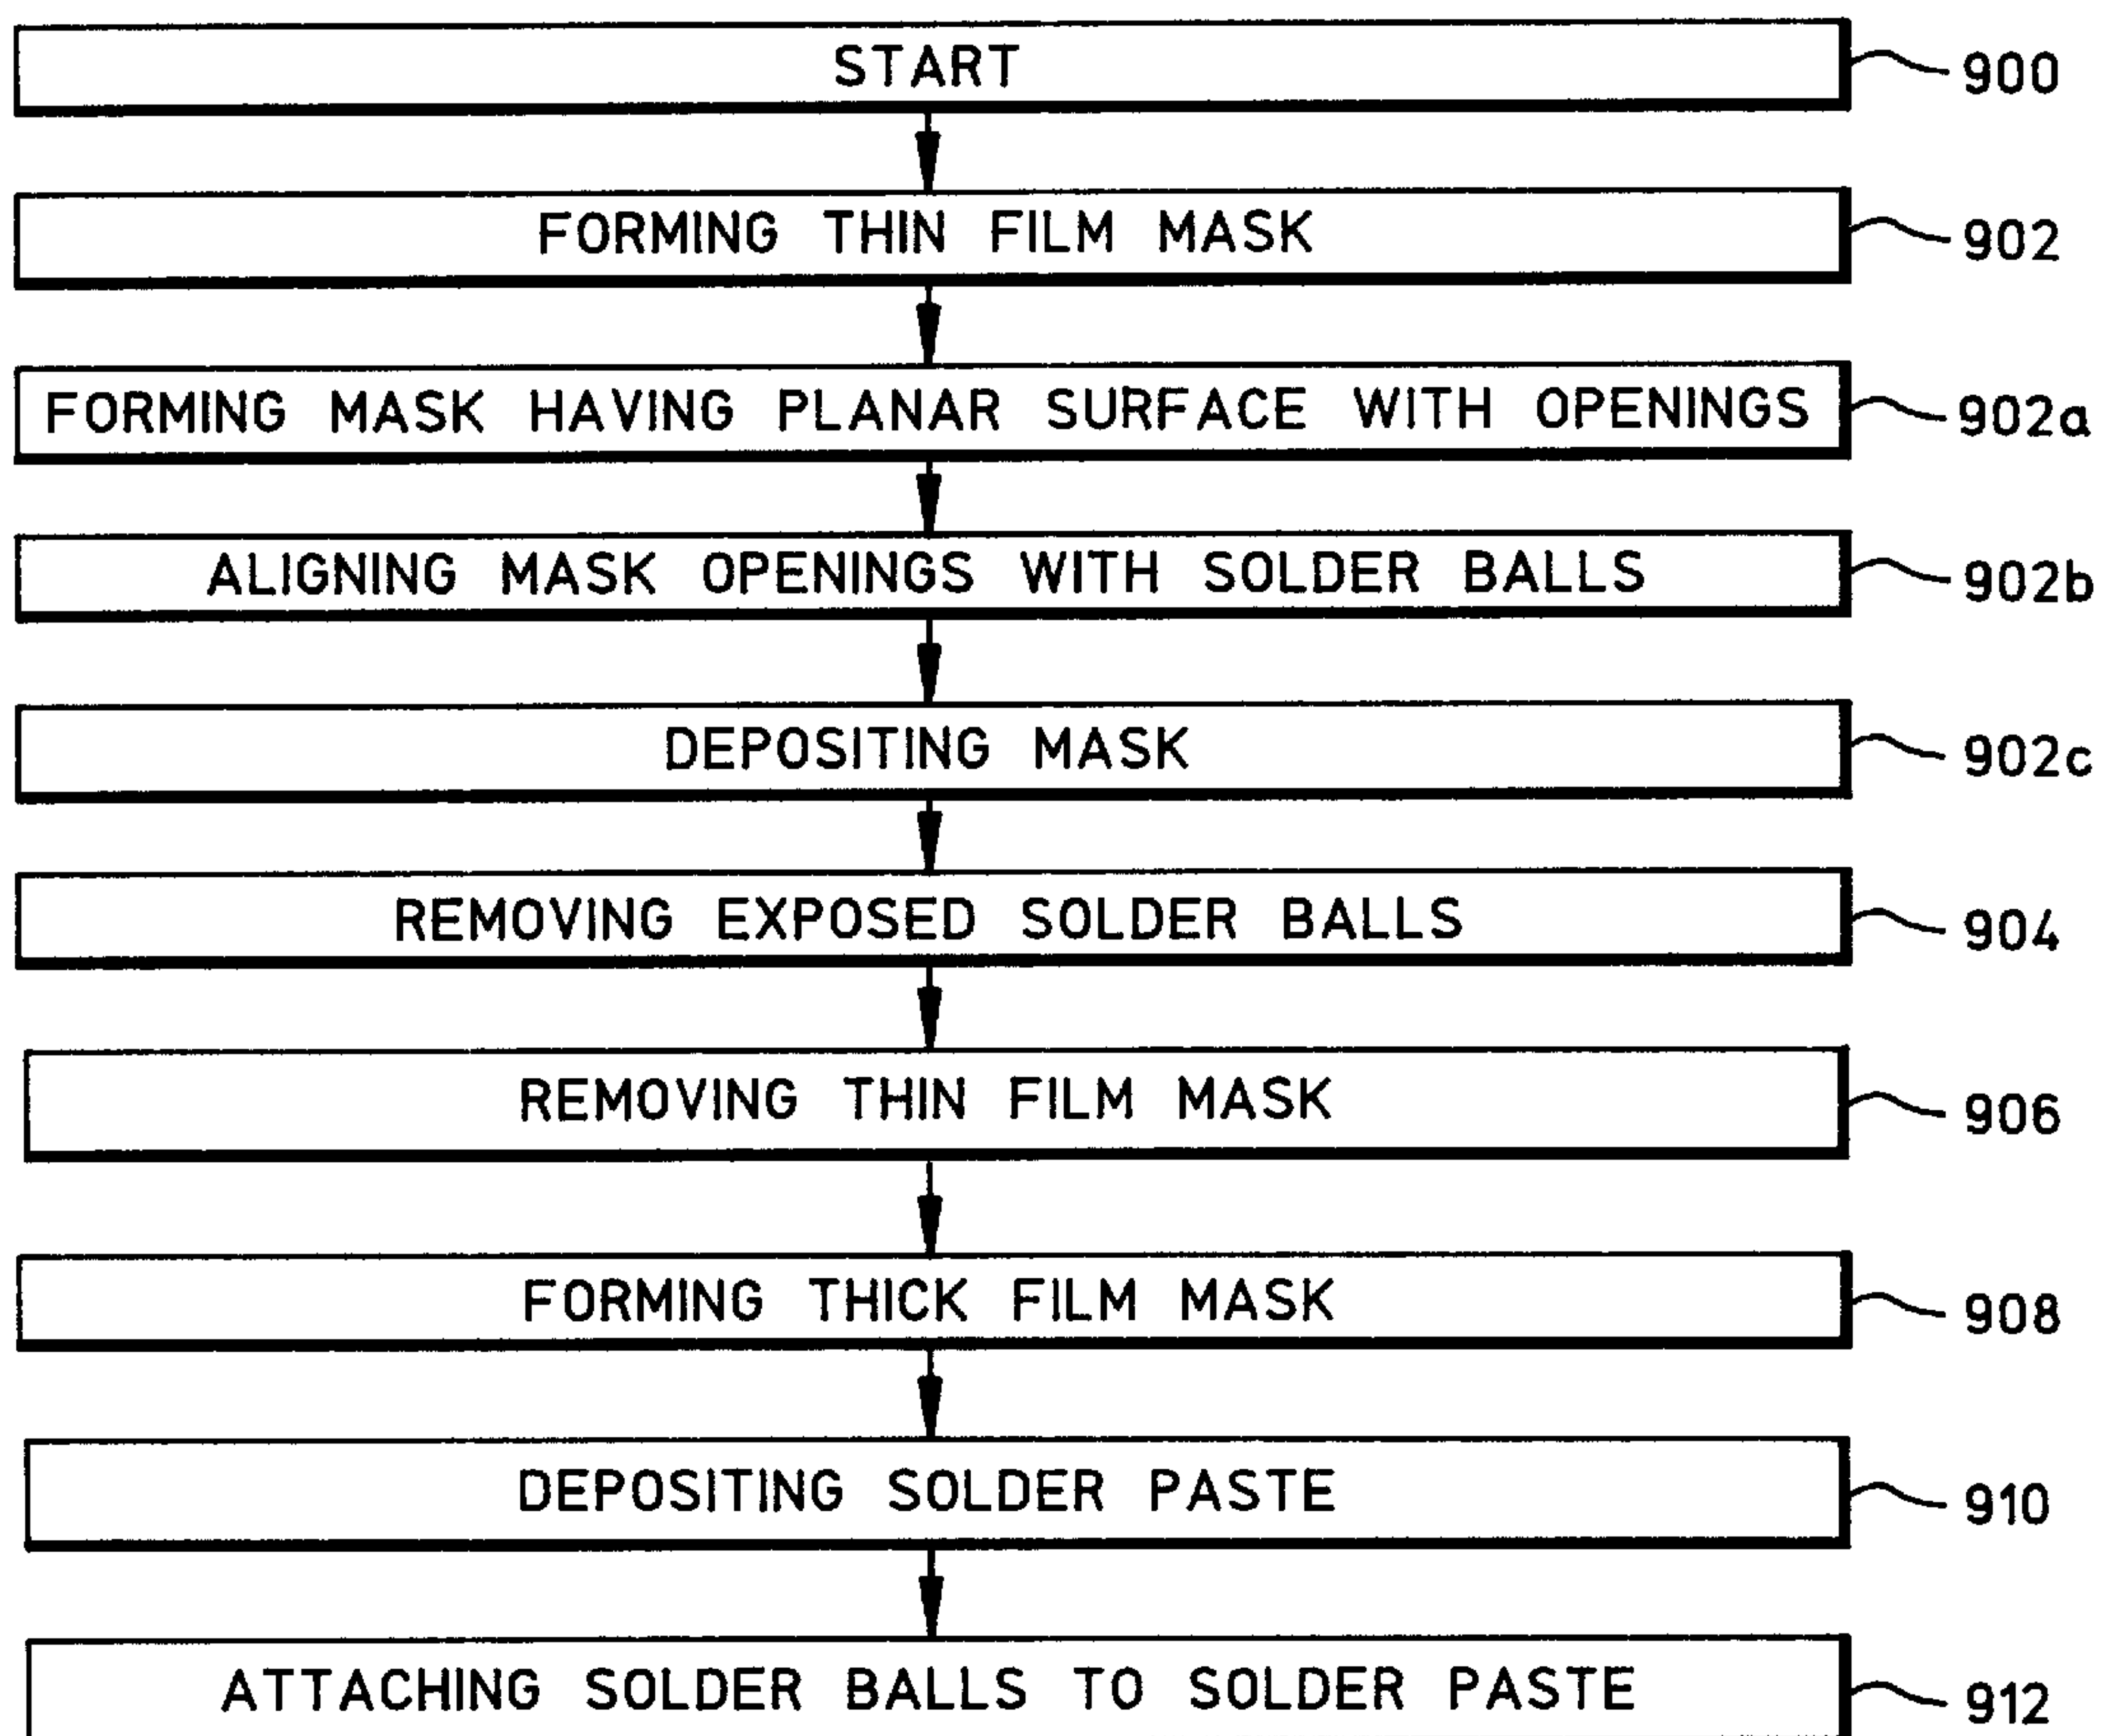 START 900
FORMING THIN FILM MASK 902
FORMING MASK HAVING PLANAR SURFACE WITH OPENINGS 902a
ALIGNING MASK OPENINGS WITH SOLDER BALLS 902b
DEPOSITING MASK 902c
REMOVING EXPOSED SOLDER BALLS 904
REMOVING THIN FILM MASK 906
FORMING THICK FILM MASK 908
DEPOSITING SOLDER PASTE 910
ATTACHING SOLDER BALLS TO SOLDER PASTE 912